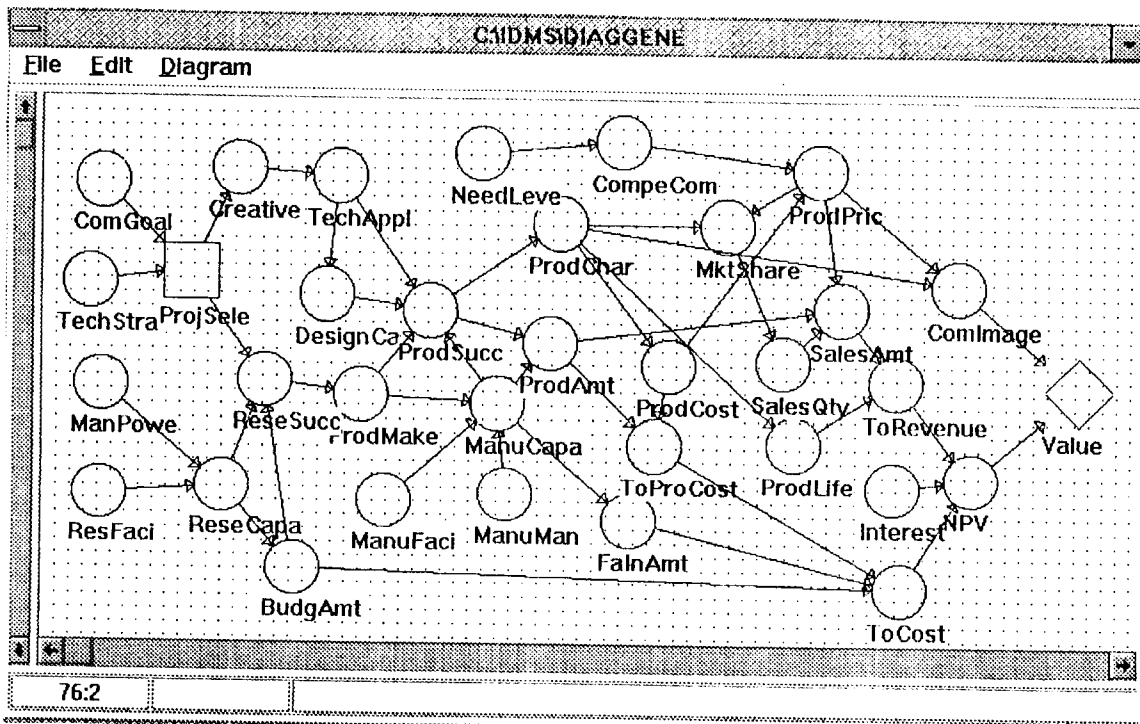 C:\IDMS\DIAGGENE
File Edit Diagram
ComGoal
Creative
TechAppl
NeedLeve
CompeCom
ProdPric
TechStra
ProjSele
DesignCa
ProdSucc
ProdChar
MktShare
ComImage
ManPowe
ReseSucc
ProdMake
ManuCapa
ProdAmt
ProdCost
SalesQty
SalesAmt
ToRevenue
Value
ResFaci
ReseCapa
ManuFaci
ManuMan
ToProCost
ProdLife
Interest
NPV
BudgAmt
FaInAmt
ToCost
76:2